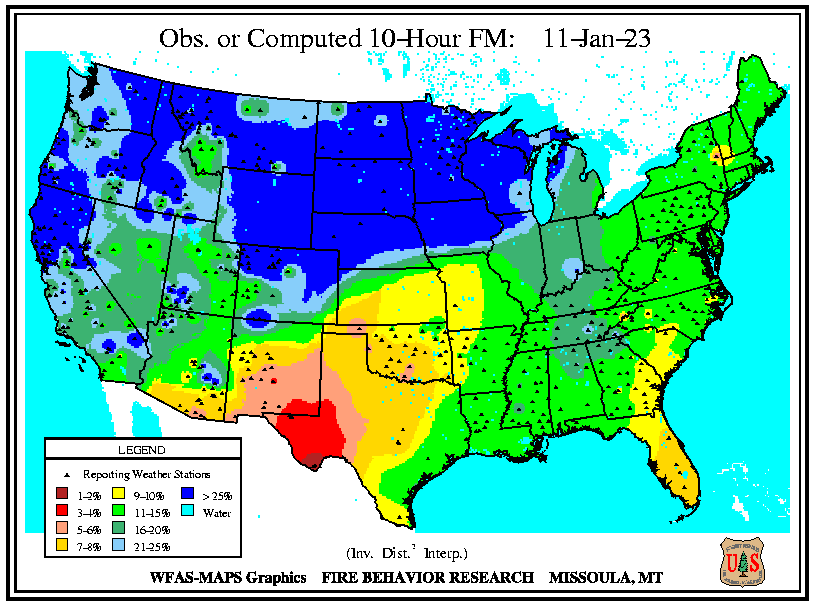 Obs. or Computed 10-Hour FM: 11-Jan-23
LEGEND
Reporting Weather Stations
1-2% 9-10% > 25%
3-4% 11-15% Water
5-6% 16-20%
7-8% 21-25%
(Inv. Dist.² Interp.)
WFAS-MAPS Graphics FIRE BEHAVIOR RESEARCH MISSOULA, MT
U S